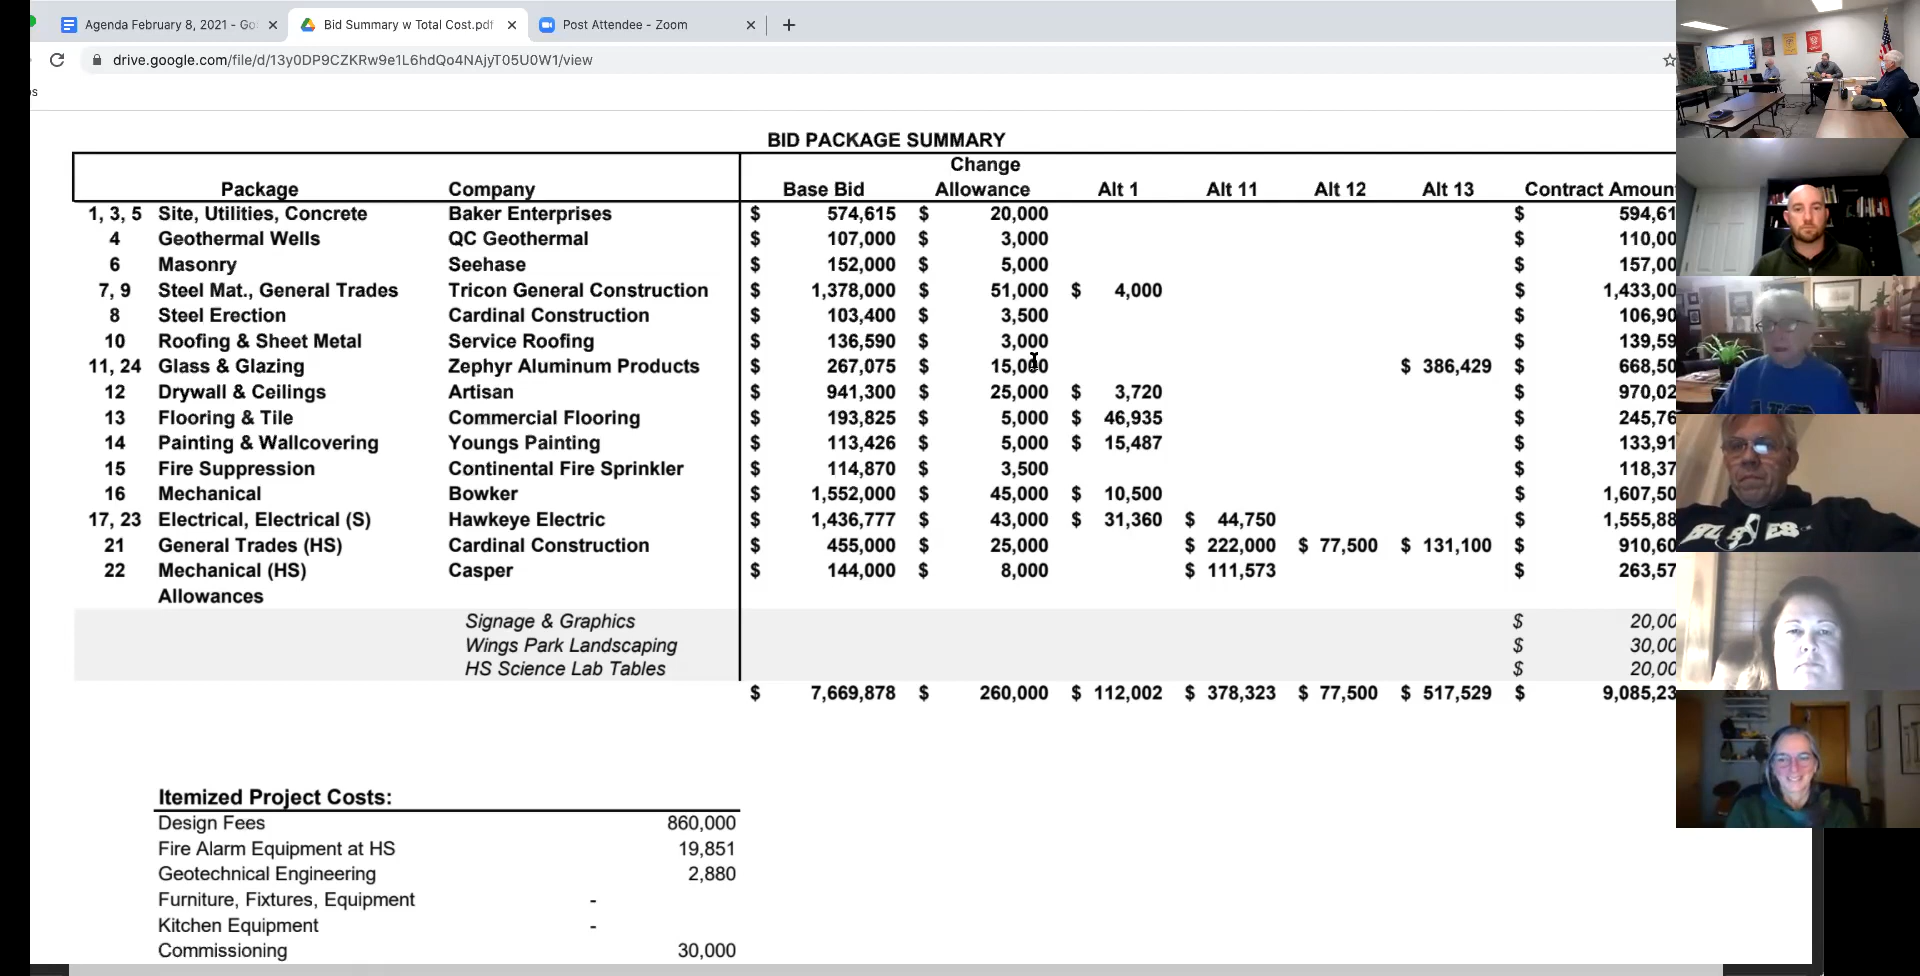 Agenda February 8, 2021 - Go
Bid Summary w Total Cost.pdf
Post Attendee - Zoom
drive.google.com/file/d/13y0DP9CZKRw9e1L6hdQo4NAjyT05U0W1/view
BID PACKAGE SUMMARY
Change
Package Company Base Bid Allowance Alt 1 Alt 11 Alt 12 Alt 13 Contract Amoun
1, 3, 5 Site, Utilities, Concrete Baker Enterprises $ 574,615 $ 20,000 $ 594,61
4 Geothermal Wells QC Geothermal $ 107,000 $ 3,000 $ 110,00
6 Masonry Seehase $ 152,000 $ 5,000 $ 157,00
7, 9 Steel Mat., General Trades Tricon General Construction $ 1,378,000 $ 51,000 $ 4,000 $ 1,433,00
8 Steel Erection Cardinal Construction $ 103,400 $ 3,500 $ 106,90
10 Roofing & Sheet Metal Service Roofing $ 136,590 $ 3,000 $ 139,59
11, 24 Glass & Glazing Zephyr Aluminum Products $ 267,075 $ 15,000 $ 386,429 $ 668,50
12 Drywall & Ceilings Artisan $ 941,300 $ 25,000 $ 3,720 $ 970,02
13 Flooring & Tile Commercial Flooring $ 193,825 $ 5,000 $ 46,935 $ 245,76
14 Painting & Wallcovering Youngs Painting $ 113,426 $ 5,000 $ 15,487 $ 133,91
15 Fire Suppression Continental Fire Sprinkler $ 114,870 $ 3,500 $ 118,37
16 Mechanical Bowker $ 1,552,000 $ 45,000 $ 10,500 $ 1,607,50
17, 23 Electrical, Electrical (S) Hawkeye Electric $ 1,436,777 $ 43,000 $ 31,360 $ 44,750 $ 1,555,88
21 General Trades (HS) Cardinal Construction $ 455,000 $ 25,000 $ 222,000 $ 77,500 $ 131,100 $ 910,60
22 Mechanical (HS) Casper $ 144,000 $ 8,000 $ 111,573 $ 263,57
Allowances
Signage & Graphics $ 20,00
Wings Park Landscaping $ 30,00
HS Science Lab Tables $ 20,00
$ 7,669,878 $ 260,000 $ 112,002 $ 378,323 $ 77,500 $ 517,529 $ 9,085,23
Itemized Project Costs:
Design Fees 860,000
Fire Alarm Equipment at HS 19,851
Geotechnical Engineering 2,880
Furniture, Fixtures, Equipment -
Kitchen Equipment -
Commissioning 30,000